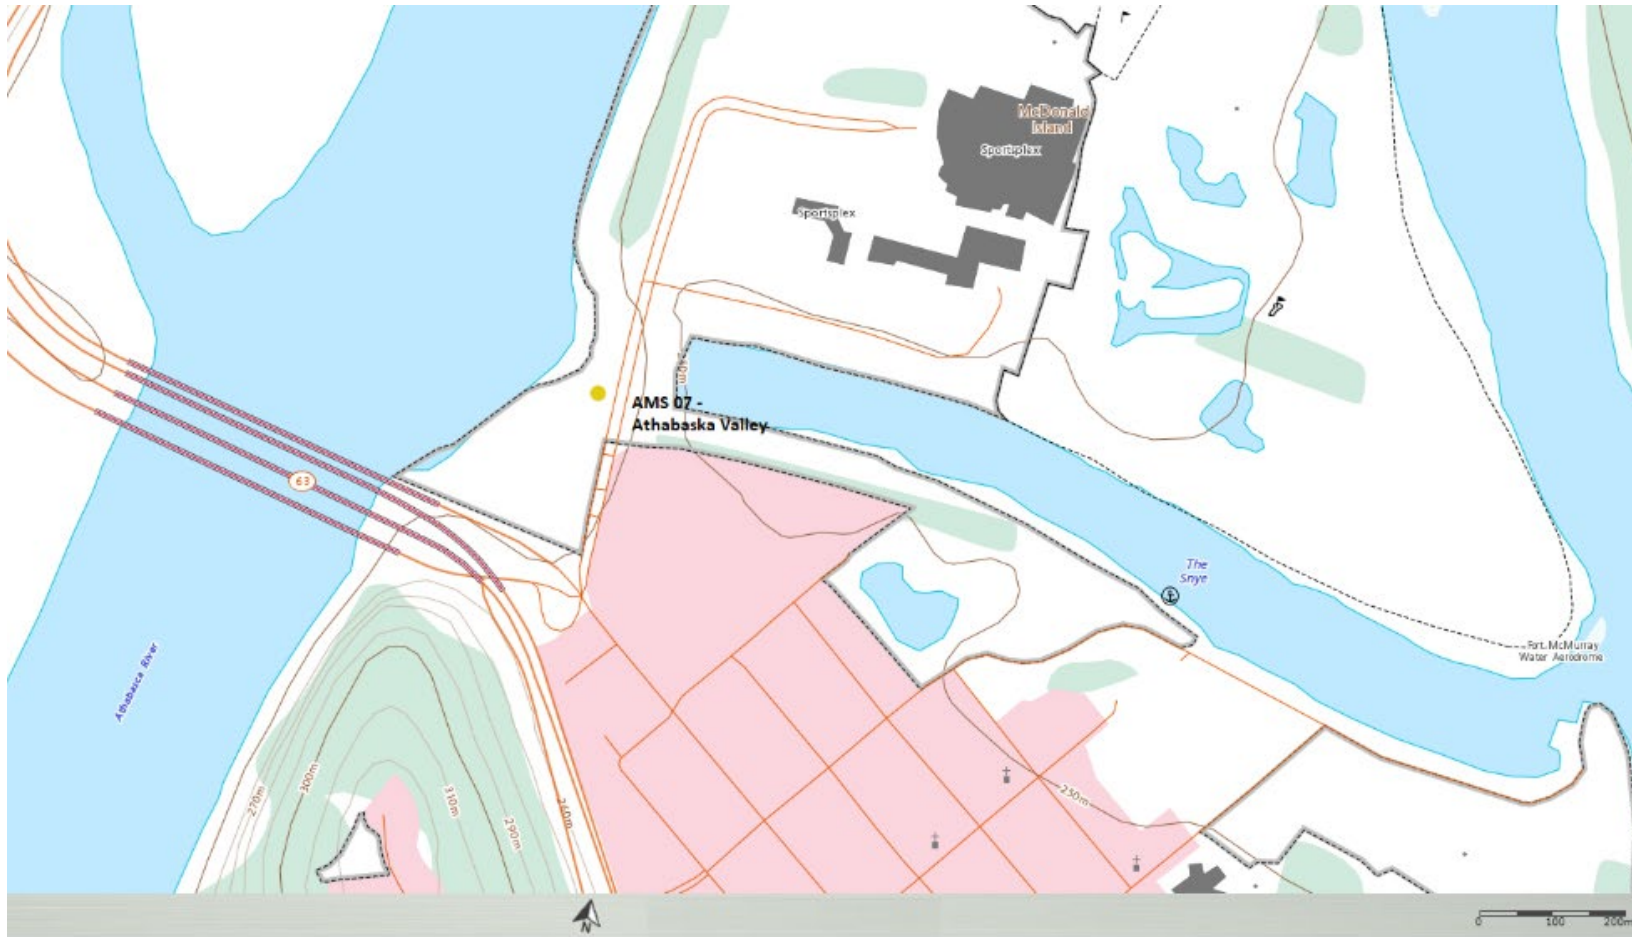 McDonald
Island
Sportsplex
Sportsplex
240m
AMS 07 -
Athabaska Valley
63
The
Snye
Fort McMurray
Water Aerodrome
Athabasca River
270m
300m
310m
290m
260m
250m
N
0 100 200m